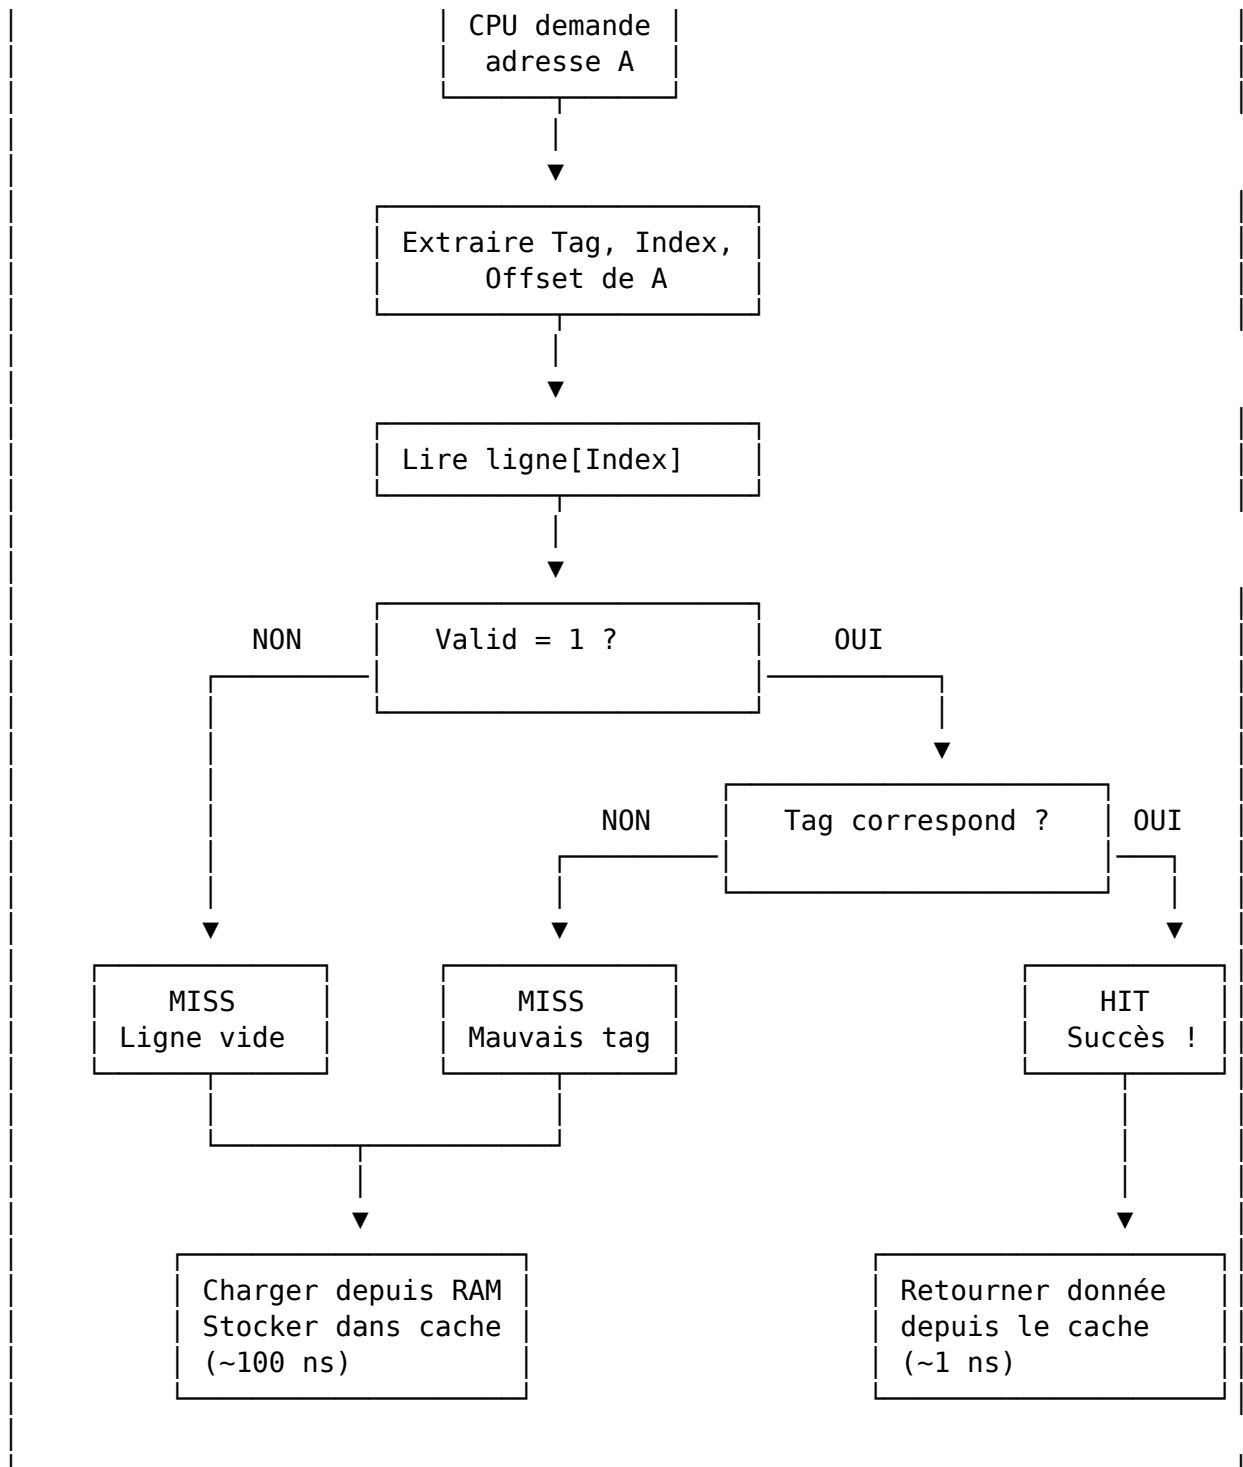 CPU demande
adresse A
Extraire Tag, Index,
Offset de A
Lire ligne[Index]
NON
Valid = 1 ?
OUI
NON
Tag correspond ?
OUI
MISS
Ligne vide
MISS
Mauvais tag
HIT
Succès !
Charger depuis RAM
Stocker dans cache
(~100 ns)
Retourner donnée
depuis le cache
(~1 ns)